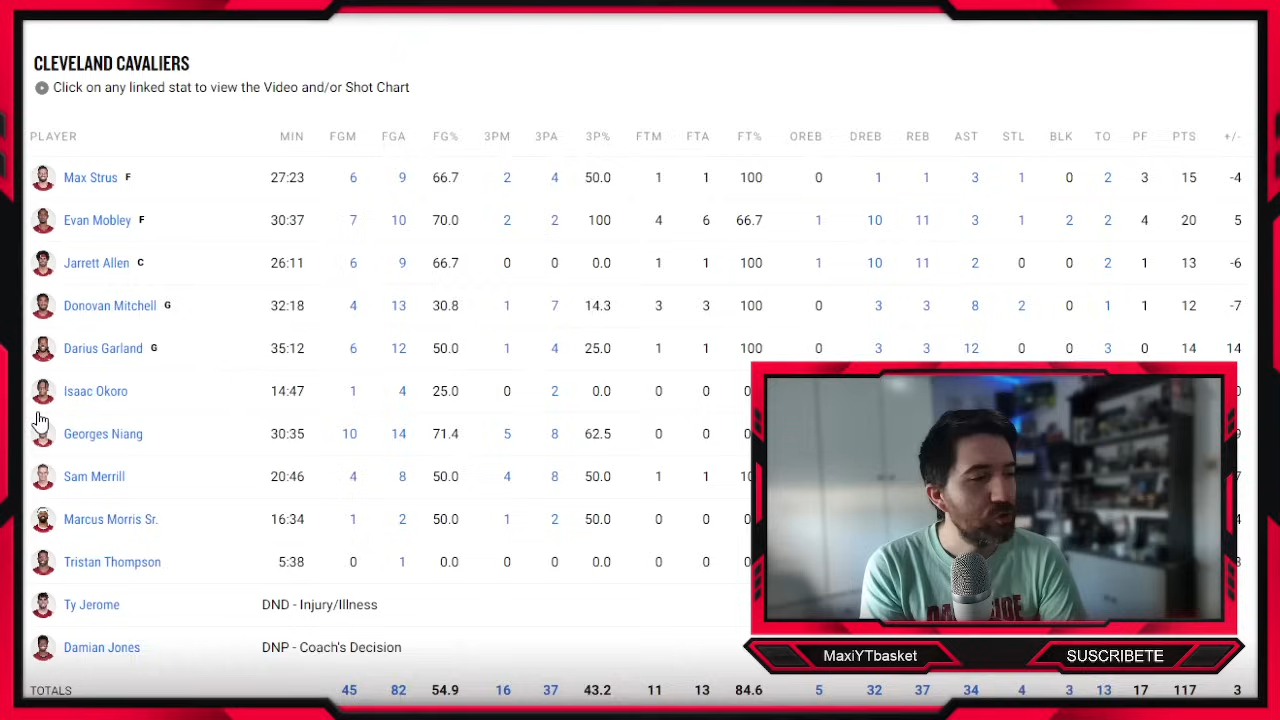 CLEVELAND CAVALIERS
Click on any linked stat to view the Video and/or Shot Chart
PLAYER MIN FGM FGA FG% 3PM 3PA 3P% FTM FTA FT% OREB DREB REB AST STL BLK TO PF PTS +/-
Max Strus F 27:23 6 9 66.7 2 4 50.0 1 1 100 0 1 1 3 1 0 2 3 15 -4
Evan Mobley F 30:37 7 10 70.0 2 2 100 4 6 66.7 1 10 11 3 1 2 2 4 20 5
Jarrett Allen C 26:11 6 9 66.7 0 0 0.0 1 1 100 1 10 11 2 0 0 2 1 13 -6
Donovan Mitchell G 32:18 4 13 30.8 1 7 14.3 3 3 100 0 3 3 8 2 0 1 1 12 -7
Darius Garland G 35:12 6 12 50.0 1 4 25.0 1 1 100 0 3 3 12 0 0 3 0 14 14
Isaac Okoro 14:47 1 4 25.0 0 2 0.0 0 0
Georges Niang 30:35 10 14 71.4 5 8 62.5 0 0
Sam Merrill 20:46 4 8 50.0 4 8 50.0 1 1
Marcus Morris Sr. 16:34 1 2 50.0 1 2 50.0 0 0
Tristan Thompson 5:38 0 1 0.0 0 0 0.0 0 0
Ty Jerome DND - Injury/Illness
Damian Jones DNP - Coach's Decision
MaxiYTbasket SUSCRIBETE
TOTALS 45 82 54.9 16 37 43.2 11 13 84.6 5 32 37 34 4 3 13 17 117 3